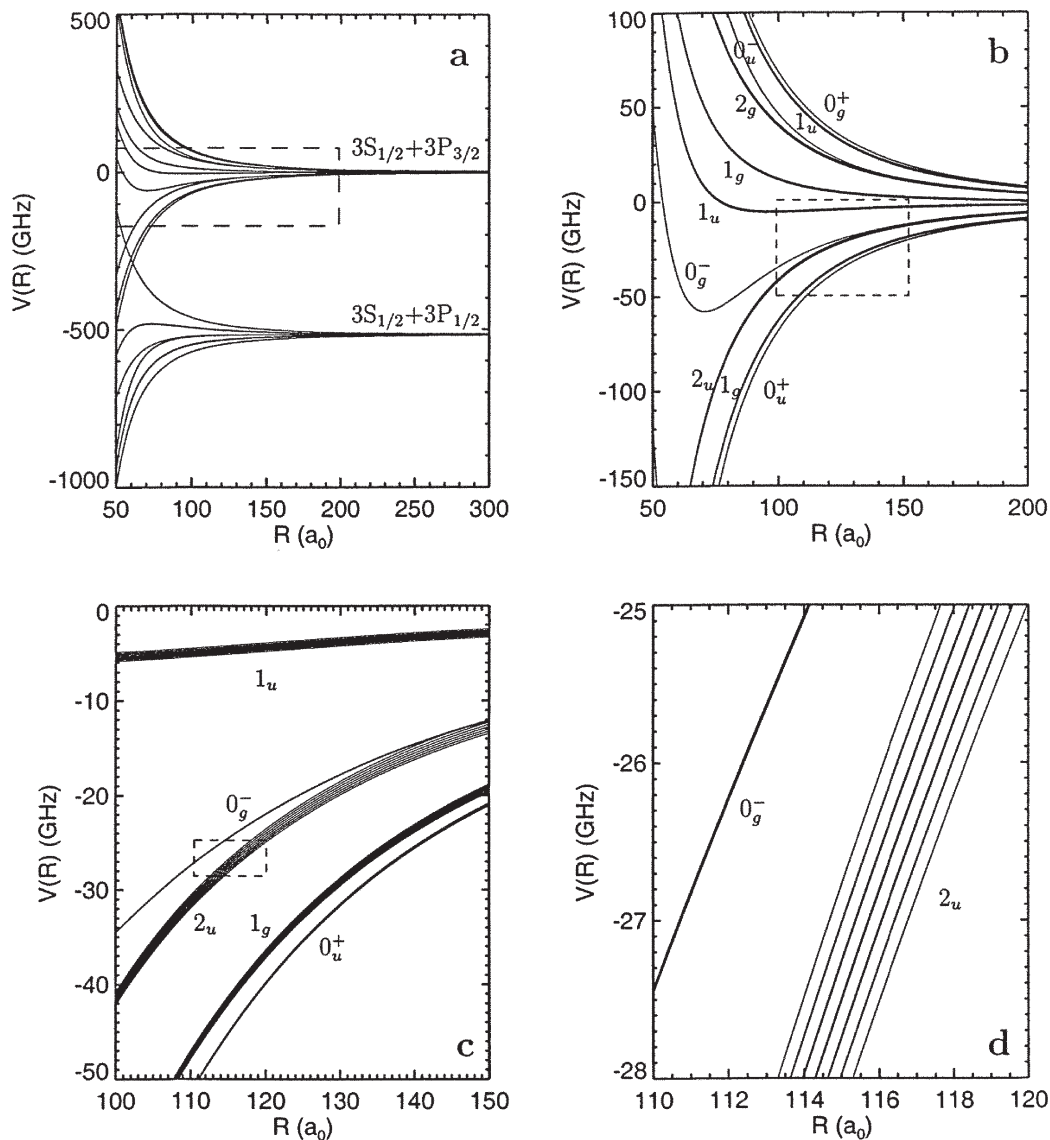 500
0
-500
-1000
V(R) (GHz)
a
3S1/2+3P3/2
3S1/2+3P1/2
50 100 150 200 250 300
R (a0)
100
50
0
-50
-100
-150
V(R) (GHz)
b
0u-
0g+
2g
1u
1g
1u
0g-
2u
1g
0u+
50 100 150 200
R (a0)
0
-10
-20
-30
-40
-50
V(R) (GHz)
1u
0g-
2u
1g
0u+
c
100 110 120 130 140 150
R (a0)
-25
-26
-27
-28
V(R) (GHz)
0g-
2u
d
110 112 114 116 118 120
R (a0)